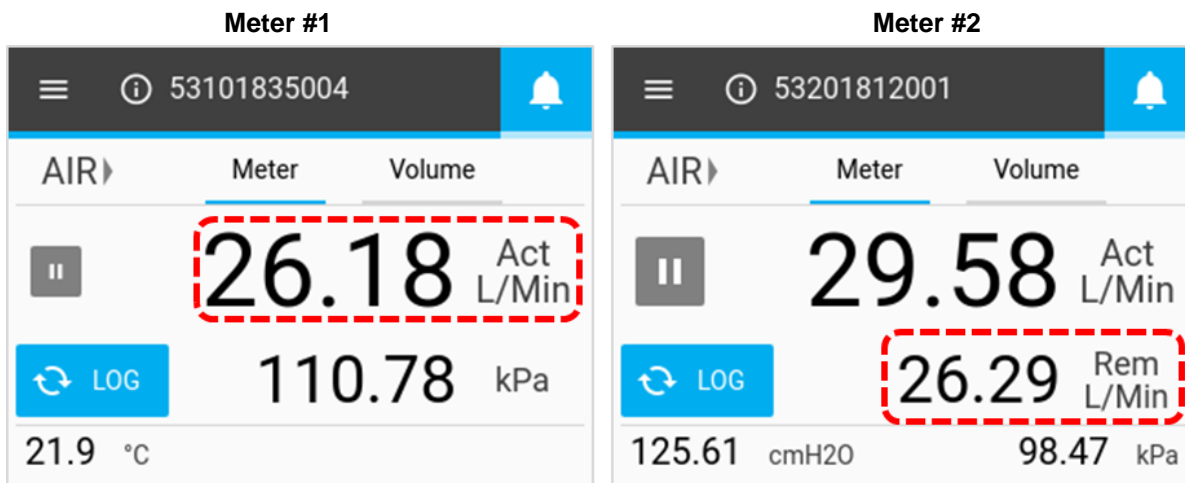 Meter #1
53101835004
AIR Meter Volume
26.18 Act L/Min
LOG 110.78 kPa
21.9 °C
Meter #2
53201812001
AIR Meter Volume
29.58 Act L/Min
LOG 26.29 Rem L/Min
125.61 cmH2O 98.47 kPa